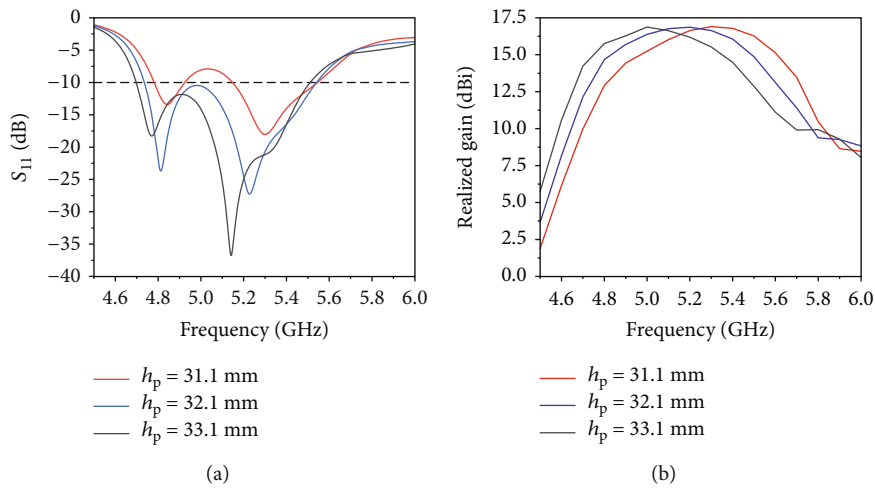 0
−5
−10
−15
−20
−25
−30
−35
−40
S11 (dB)
4.6 4.8 5.0 5.2 5.4 5.6 5.8 6.0
Frequency (GHz)
hp = 31.1 mm
hp = 32.1 mm
hp = 33.1 mm
(a)
17.5
15.0
12.5
10.0
7.5
5.0
2.5
0.0
Realized gain (dBi)
4.6 4.8 5.0 5.2 5.4 5.6 5.8 6.0
Frequency (GHz)
hp = 31.1 mm
hp = 32.1 mm
hp = 33.1 mm
(b)